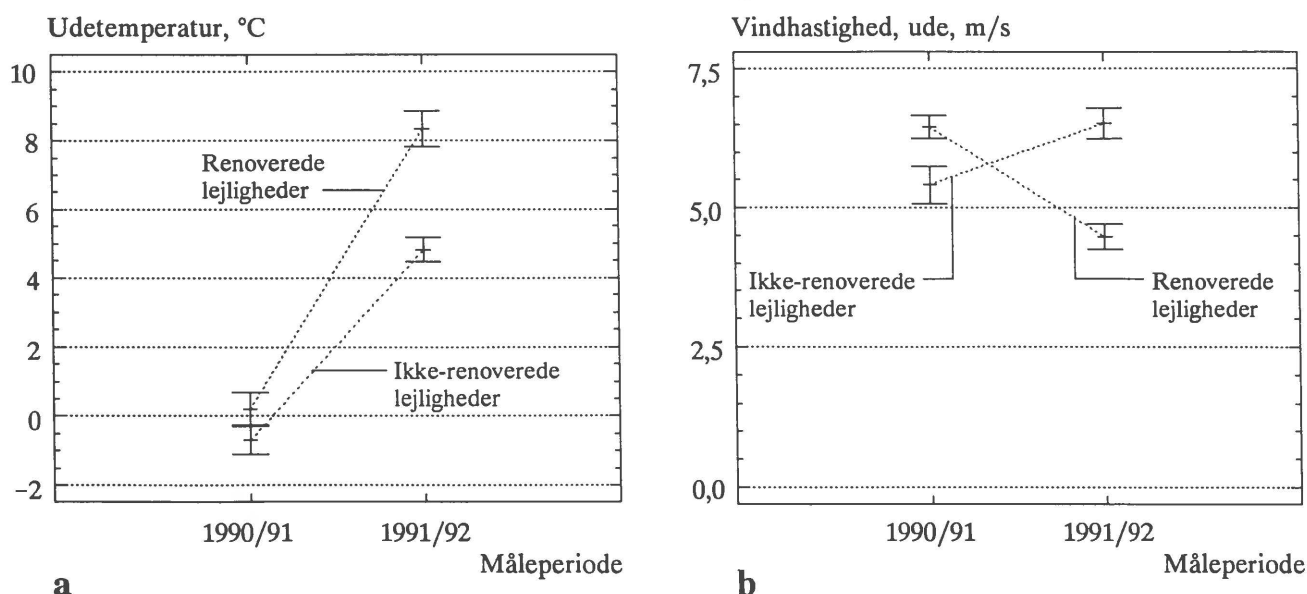 Udetemperatur, °C
10
8
6
4
2
0
−2
Renoverede
lejligheder
Ikke-renoverede
lejligheder
1990/91 1991/92
Måleperiode
a
Vindhastighed, ude, m/s
7,5
5,0
2,5
0,0
Ikke-renoverede
lejligheder
Renoverede
lejligheder
1990/91 1991/92
Måleperiode
b